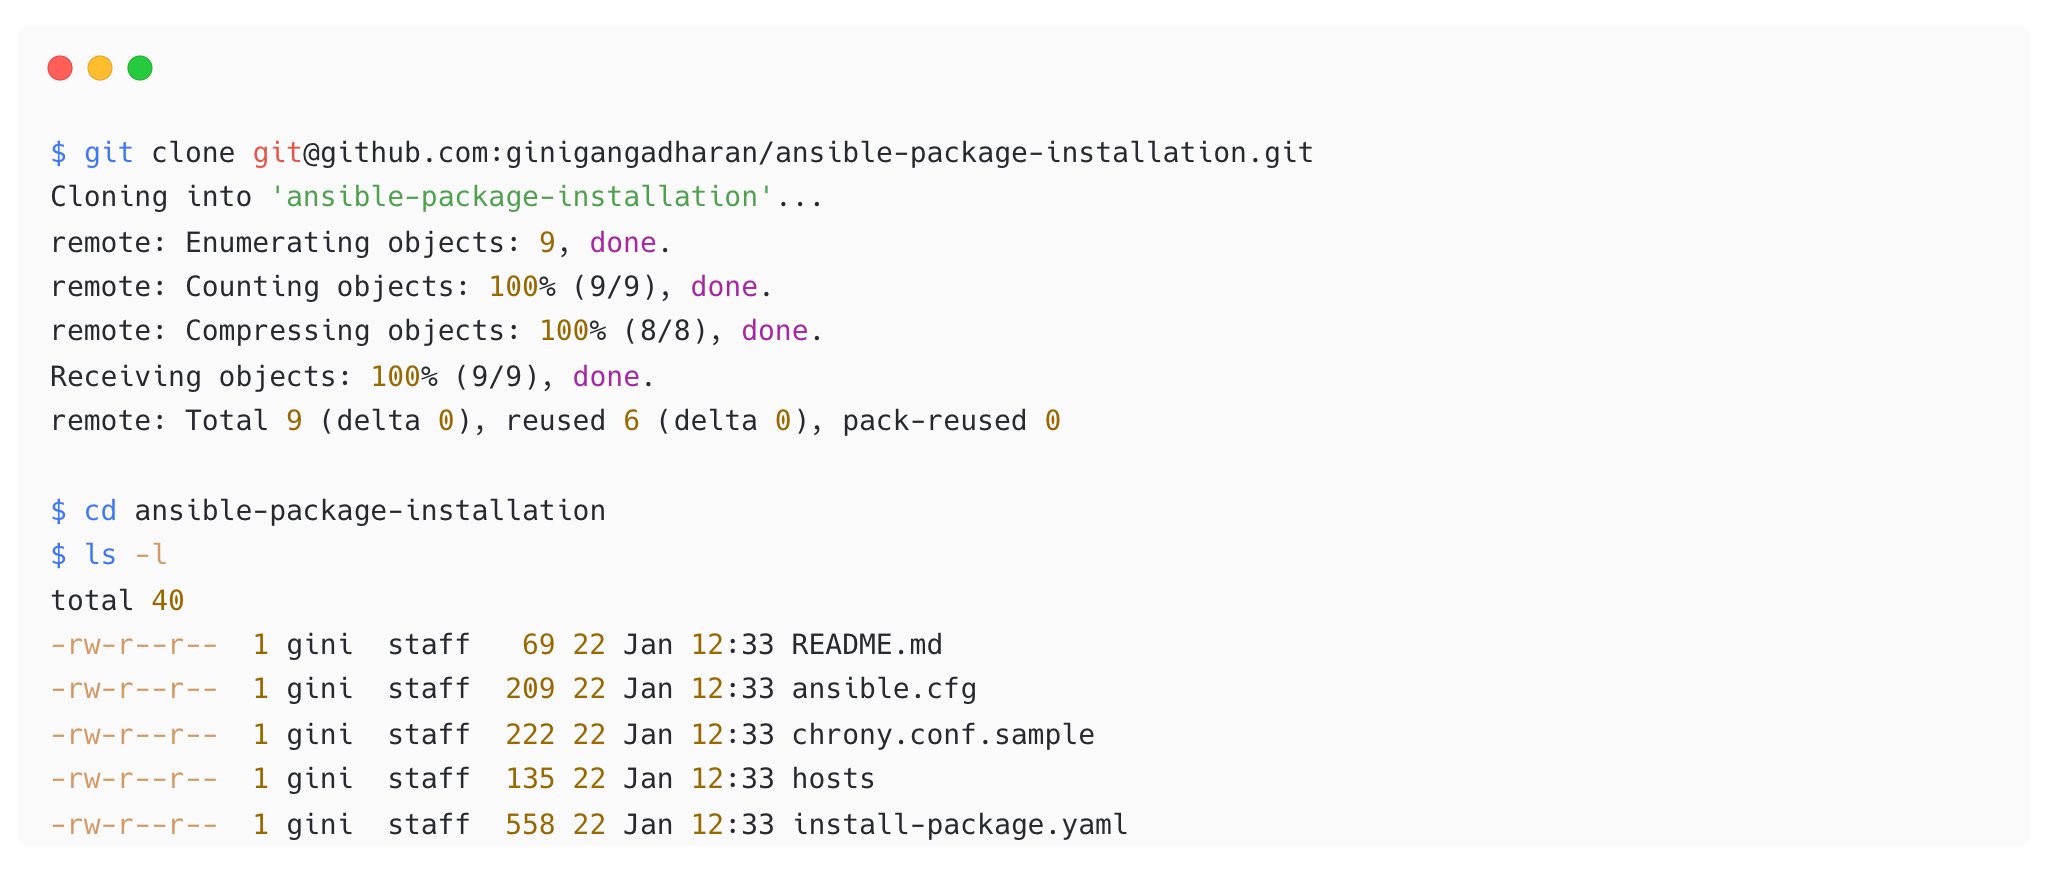 $ git clone git@github.com:ginigangadharan/ansible-package-installation.git
Cloning into 'ansible-package-installation'...
remote: Enumerating objects: 9, done.
remote: Counting objects: 100% (9/9), done.
remote: Compressing objects: 100% (8/8), done.
Receiving objects: 100% (9/9), done.
remote: Total 9 (delta 0), reused 6 (delta 0), pack-reused 0

$ cd ansible-package-installation
$ ls -l
total 40
-rw-r--r--  1 gini  staff   69 22 Jan 12:33 README.md
-rw-r--r--  1 gini  staff  209 22 Jan 12:33 ansible.cfg
-rw-r--r--  1 gini  staff  222 22 Jan 12:33 chrony.conf.sample
-rw-r--r--  1 gini  staff  135 22 Jan 12:33 hosts
-rw-r--r--  1 gini  staff  558 22 Jan 12:33 install-package.yaml